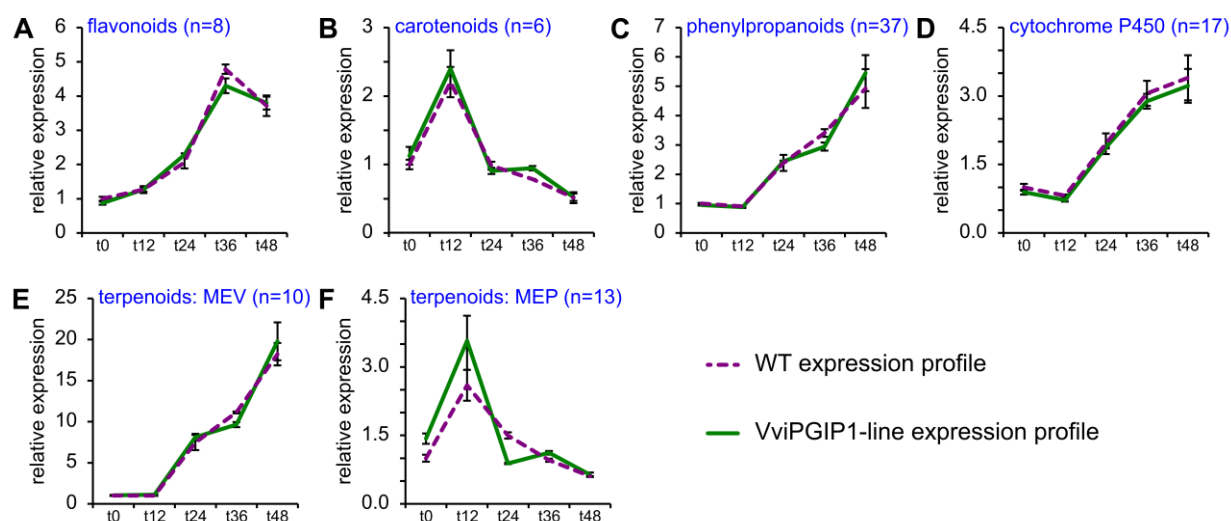 A flavonoids (n=8)
relative expression
6
5
4
3
2
1
0
t0 t12 t24 t36 t48
B carotenoids (n=6)
relative expression
3
2
1
0
t0 t12 t24 t36 t48
C phenylpropanoids (n=37)
relative expression
7
6
5
4
3
2
1
0
t0 t12 t24 t36 t48
D cytochrome P450 (n=17)
relative expression
4.5
3.0
1.5
0.0
t0 t12 t24 t36 t48
E terpenoids: MEV (n=10)
relative expression
25
20
15
10
5
0
t0 t12 t24 t36 t48
F terpenoids: MEP (n=13)
relative expression
4.5
3.0
1.5
0.0
t0 t12 t24 t36 t48
WT expression profile
VviPGIP1-line expression profile